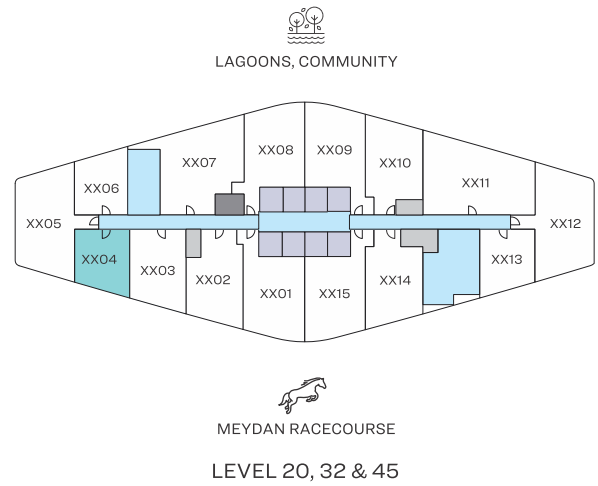 LAGOONS, COMMUNITY
XX08 XX09
XX07 XX10
XX06 XX11
XX05 XX12
XX04 XX13
XX03
XX02 XX14
XX01 XX15
MEYDAN RACECOURSE
LEVEL 20, 32 & 45